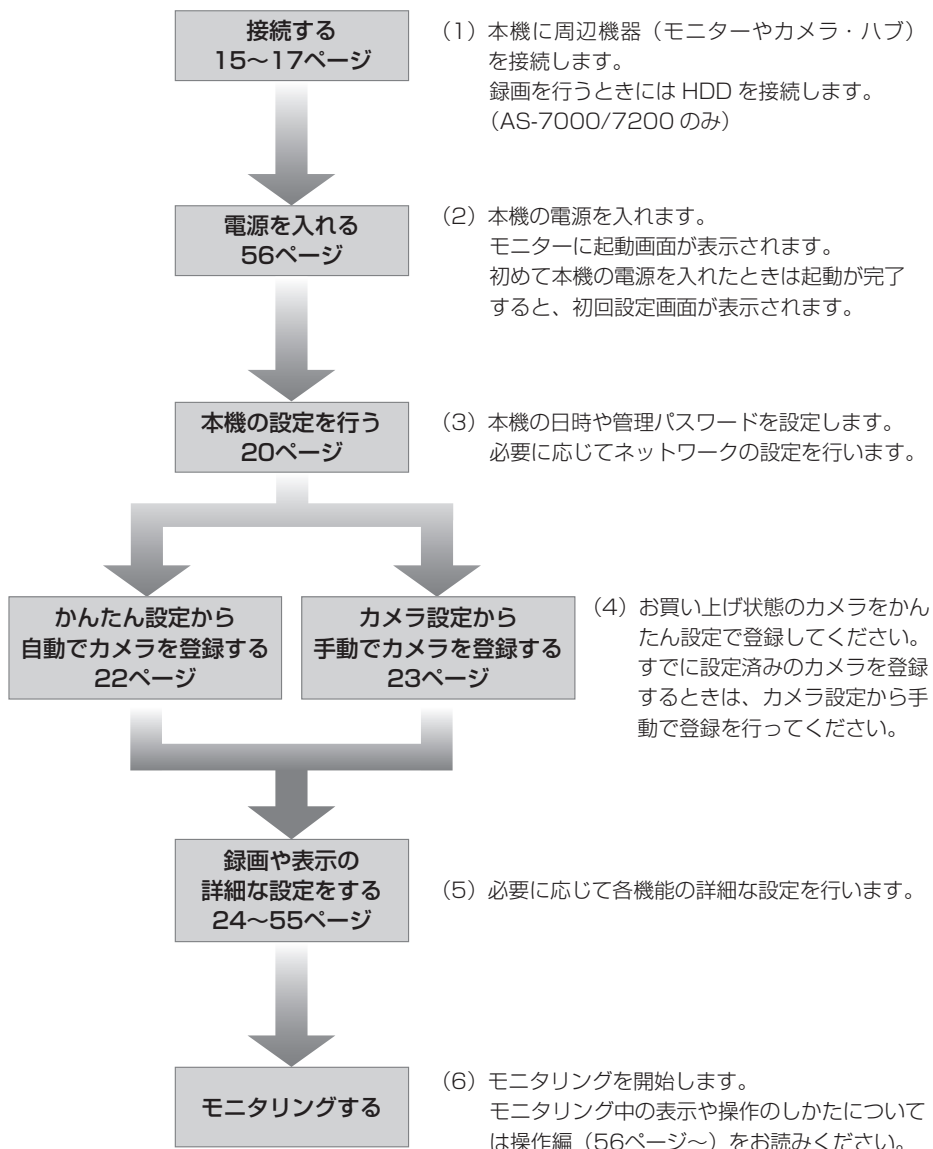 接続する
15〜17ページ
(1) 本機に周辺機器（モニターやカメラ・ハブ）
を接続します。
録画を行うときには HDD を接続します。
（AS-7000/7200 のみ）
電源を入れる
56ページ
(2) 本機の電源を入れます。
モニターに起動画面が表示されます。
初めて本機の電源を入れたときは起動が完了
すると、初回設定画面が表示されます。
本機の設定を行う
20ページ
(3) 本機の日時や管理パスワードを設定します。
必要に応じてネットワークの設定を行います。
かんたん設定から
自動でカメラを登録する
22ページ
カメラ設定から
手動でカメラを登録する
23ページ
(4) お買い上げ状態のカメラをかん
たん設定で登録してください。
すでに設定済みのカメラを登録
するときは、カメラ設定から手
動で登録を行ってください。
録画や表示の
詳細な設定をする
24〜55ページ
(5) 必要に応じて各機能の詳細な設定を行います。
モニタリングする
(6) モニタリングを開始します。
モニタリング中の表示や操作のしかたについて
は操作編（56ページ〜）をお読みください。